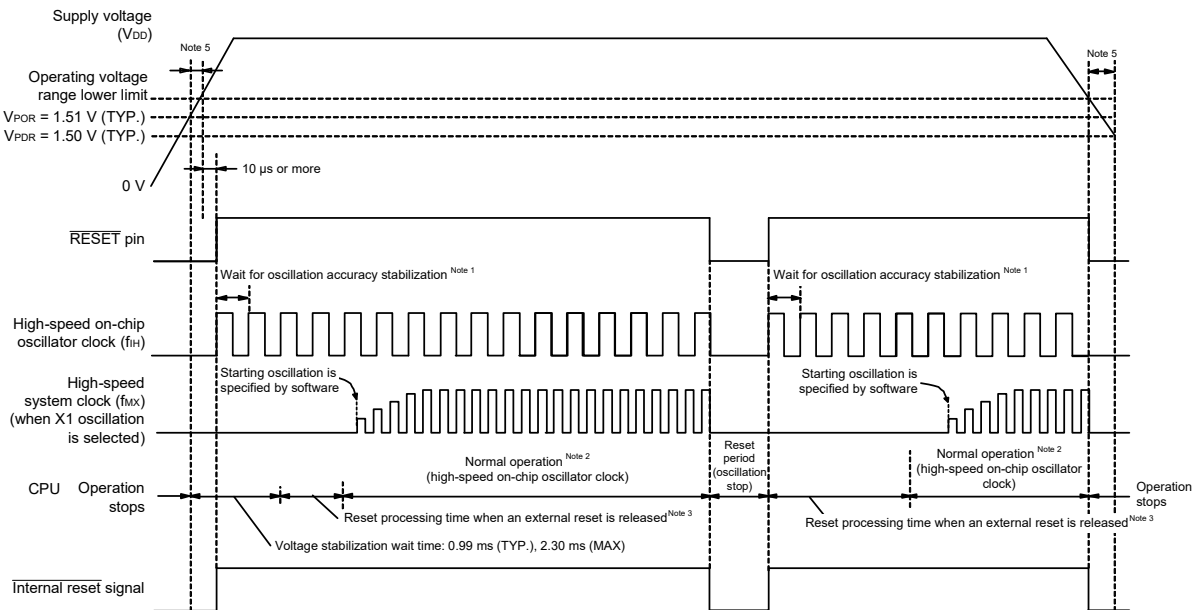 Supply voltage
(VDD)
Note 5
Note 5
Operating voltage
range lower limit
VPOR = 1.51 V (TYP.)
VPDR = 1.50 V (TYP.)
10 μs or more
0 V
RESET pin
Wait for oscillation accuracy stabilization Note 1
Wait for oscillation accuracy stabilization Note 1
High-speed on-chip
oscillator clock (fIH)
Starting oscillation is
specified by software
Starting oscillation is
specified by software
High-speed
system clock (fMX)
(when X1 oscillation
is selected)
Reset
period
(oscillation
stop)
Normal operation Note 2
(high-speed on-chip oscillator clock)
Normal operation Note 2
(high-speed on-chip oscillator
clock)
CPU
Operation
stops
Operation
stops
Reset processing time when an external reset is released Note 3
Reset processing time when an external reset is released Note 3
Voltage stabilization wait time: 0.99 ms (TYP.), 2.30 ms (MAX)
Internal reset signal